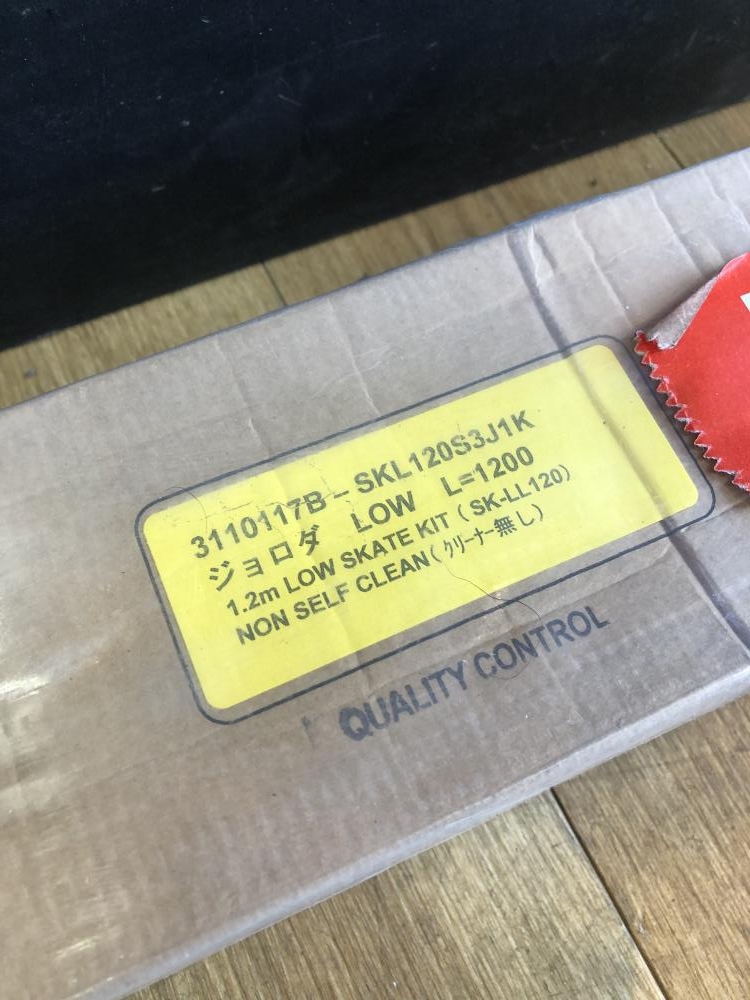 3110117B – SKL120S3J1K
ジョロダ LOW L=1200
1.2m LOW SKATE KIT ( SK-LL120)
NON SELF CLEAN(クリーナー無し)
QUALITY CONTROL